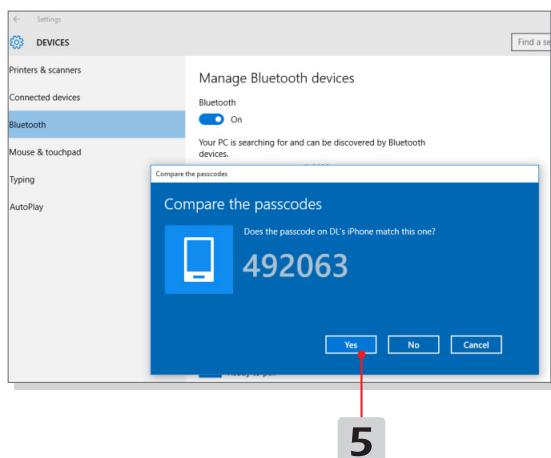 Settings
DEVICES
Find a se
Printers & scanners
Connected devices
Bluetooth
Mouse & touchpad
Typing
AutoPlay
Manage Bluetooth devices
Bluetooth
On
Your PC is searching for and can be discovered by Bluetooth
devices.
Compare the passcodes
Compare the passcodes
Does the passcode on DL's iPhone match this one?
492063
Yes No Cancel
5